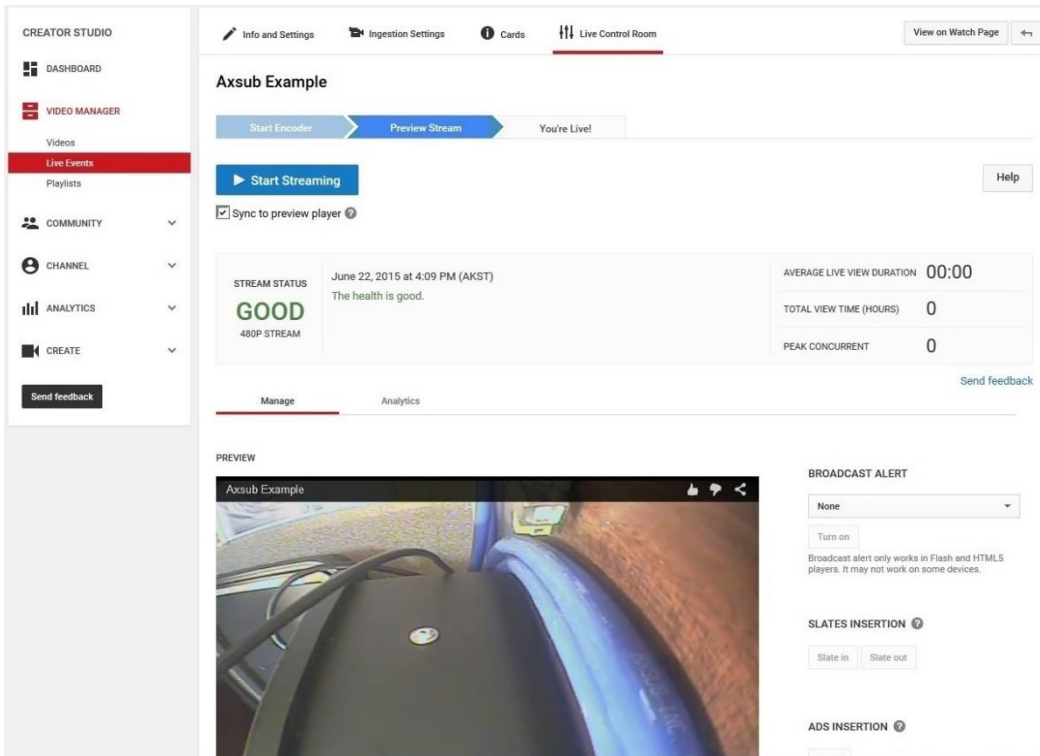 CREATOR STUDIO
DASHBOARD
VIDEO MANAGER
Videos
Live Events
Playlists
COMMUNITY
CHANNEL
ANALYTICS
CREATE
Send feedback
Info and Settings
Ingestion Settings
Cards
Live Control Room
View on Watch Page
Axsub Example
Start Encoder
Preview Stream
You're Live!
Start Streaming
Help
Sync to preview player
STREAM STATUS
GOOD
480P STREAM
June 22, 2015 at 4:09 PM (AKST)
The health is good.
AVERAGE LIVE VIEW DURATION 00:00
TOTAL VIEW TIME (HOURS) 0
PEAK CONCURRENT 0
Send feedback
Manage
Analytics
PREVIEW
Axsub Example
AXSUB INC
BROADCAST ALERT
None
Turn on
Broadcast alert only works in Flash and HTML5
players. It may not work on some devices.
SLATES INSERTION
Slate in
Slate out
ADS INSERTION